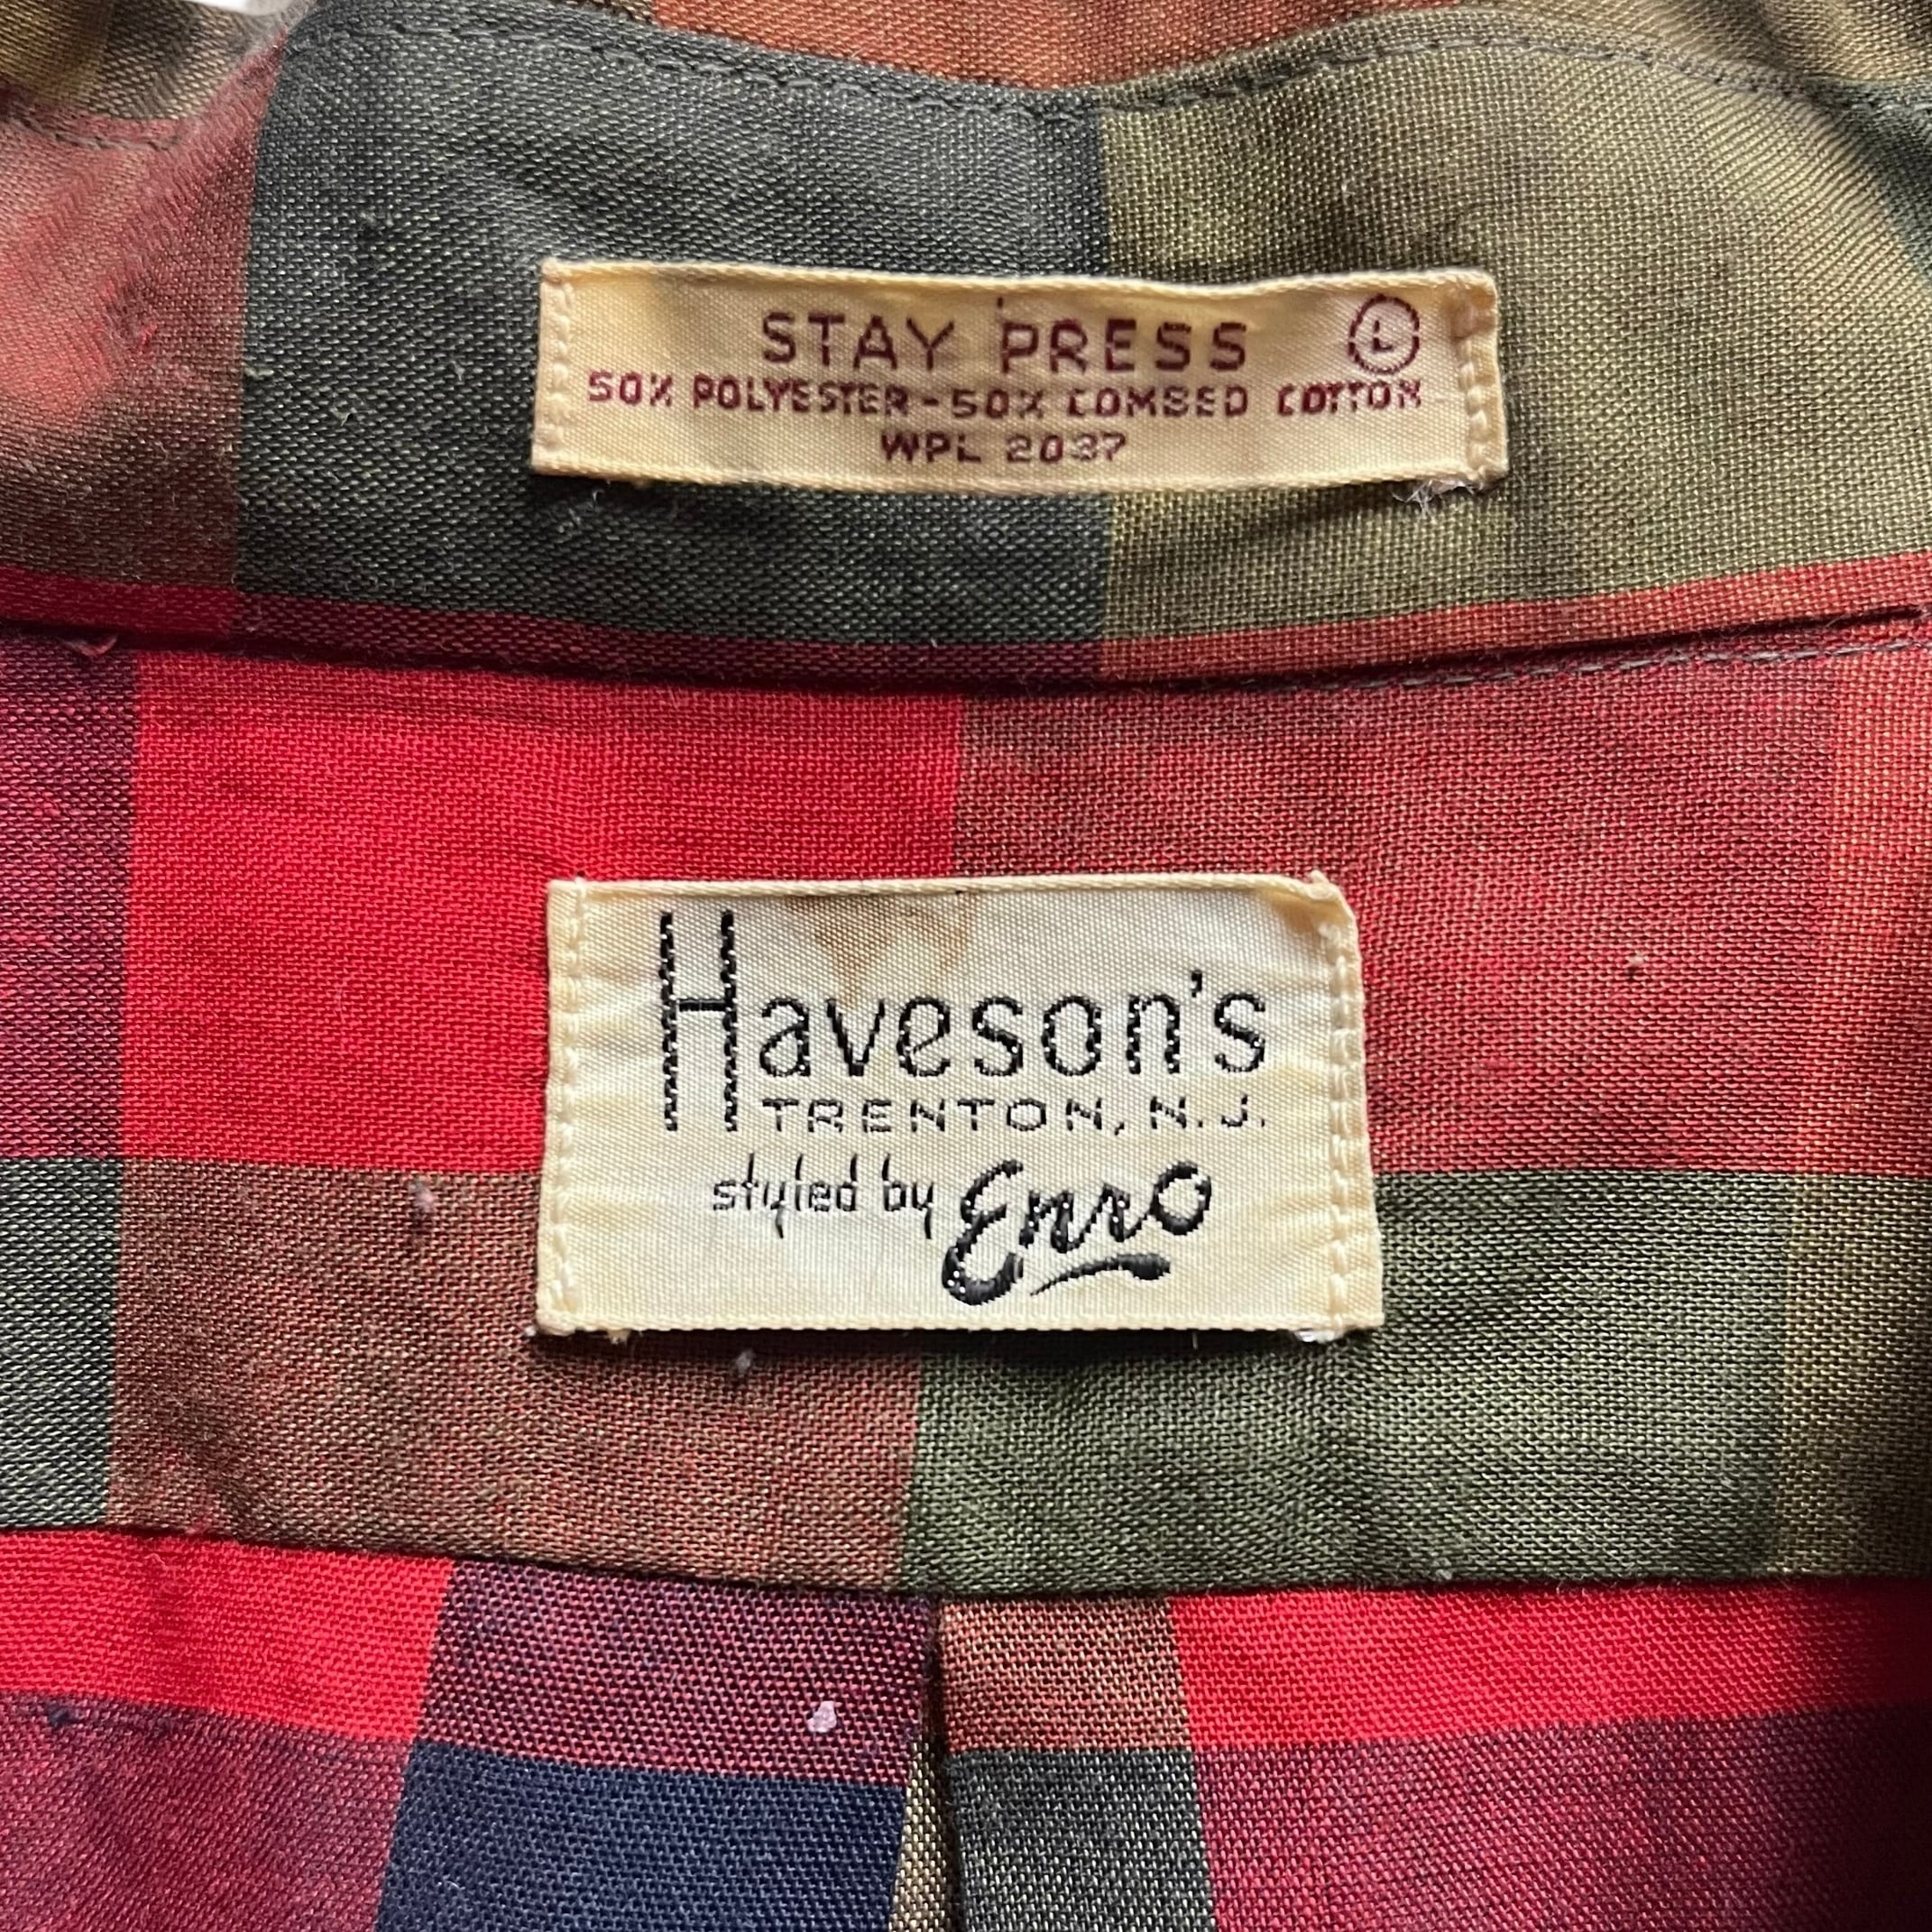 STAY PRESS L
50% POLYESTER-50% COMBED COTTON
WPL 2037
Haveson's
TRENTON, N.J.
styled by Enro